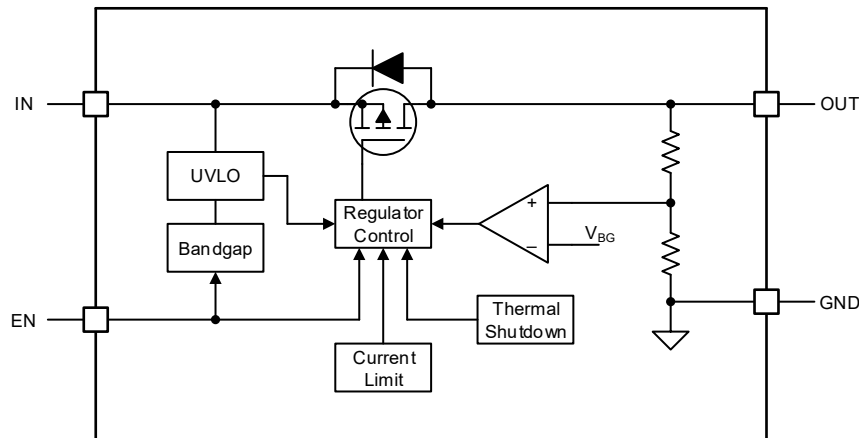 IN
OUT
UVLO
Regulator
Control
+
−
V_BG
Bandgap
EN
GND
Thermal
Shutdown
Current
Limit